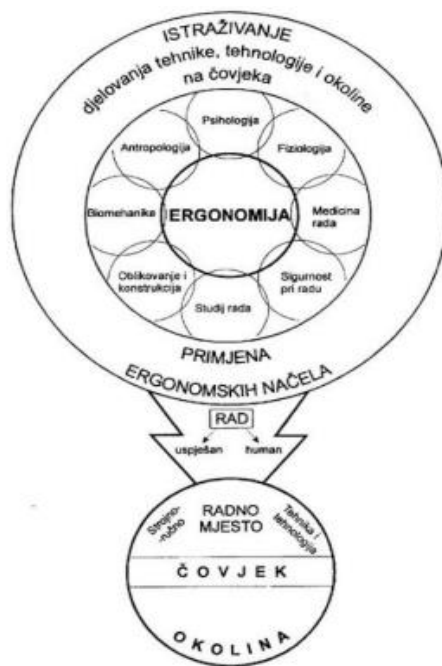 ISTRAŽIVANJE
djelovanja tehnike, tehnologije i okoline
na čovjeka
Psihologija
Antropologija
Fiziologija
Biomehanika
ERGONOMIJA
Medicina
rada
Oblikovanje i
konstrukcija
Sigurnost
pri radu
Studij rada
PRIMJENA
ERGONOMSKIH NAČELA
RAD
uspješan
human
Strojno-
-ručno
RADNO
MJESTO
Tehnika i
tehnologija
ČOVJEK
OKOLINA